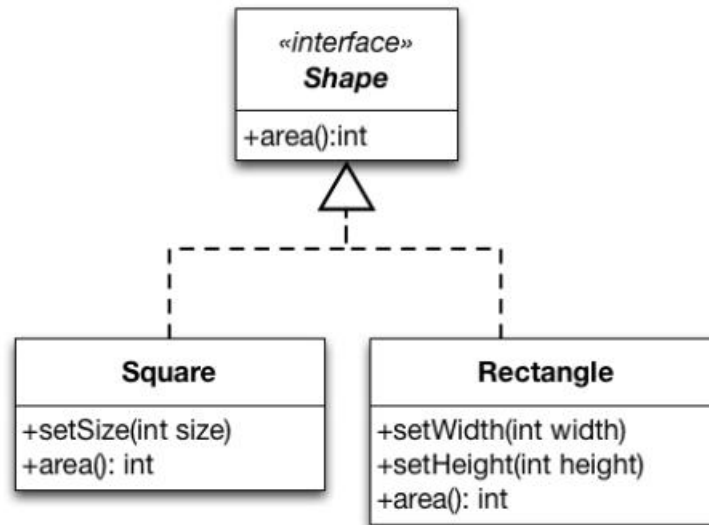 «interface»
Shape
+area():int
Square
+setSize(int size)
+area(): int
Rectangle
+setWidth(int width)
+setHeight(int height)
+area(): int